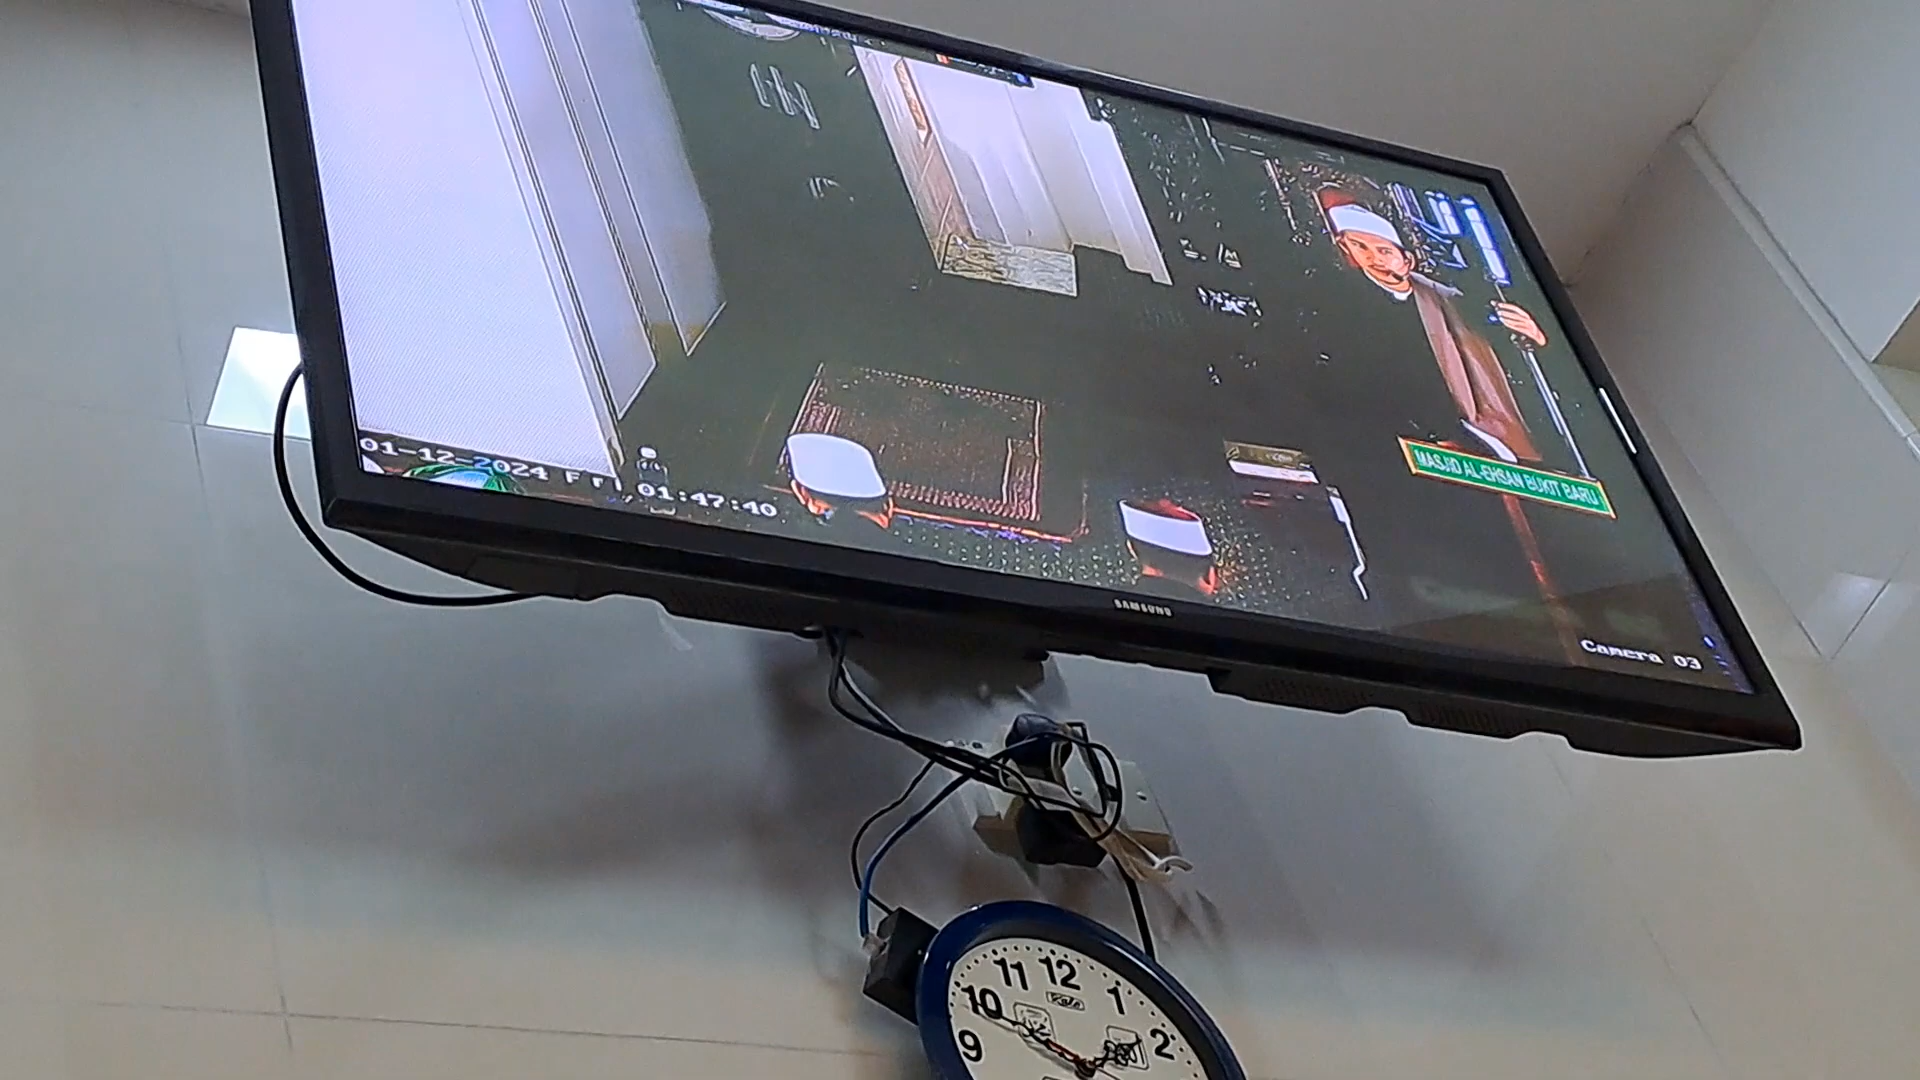 MASJID AL-EHSAN BUKIT BARU
01-12-2024 Fri 01:47:40
Camera 03
SAMSUNG
11 12 1
10 2
9